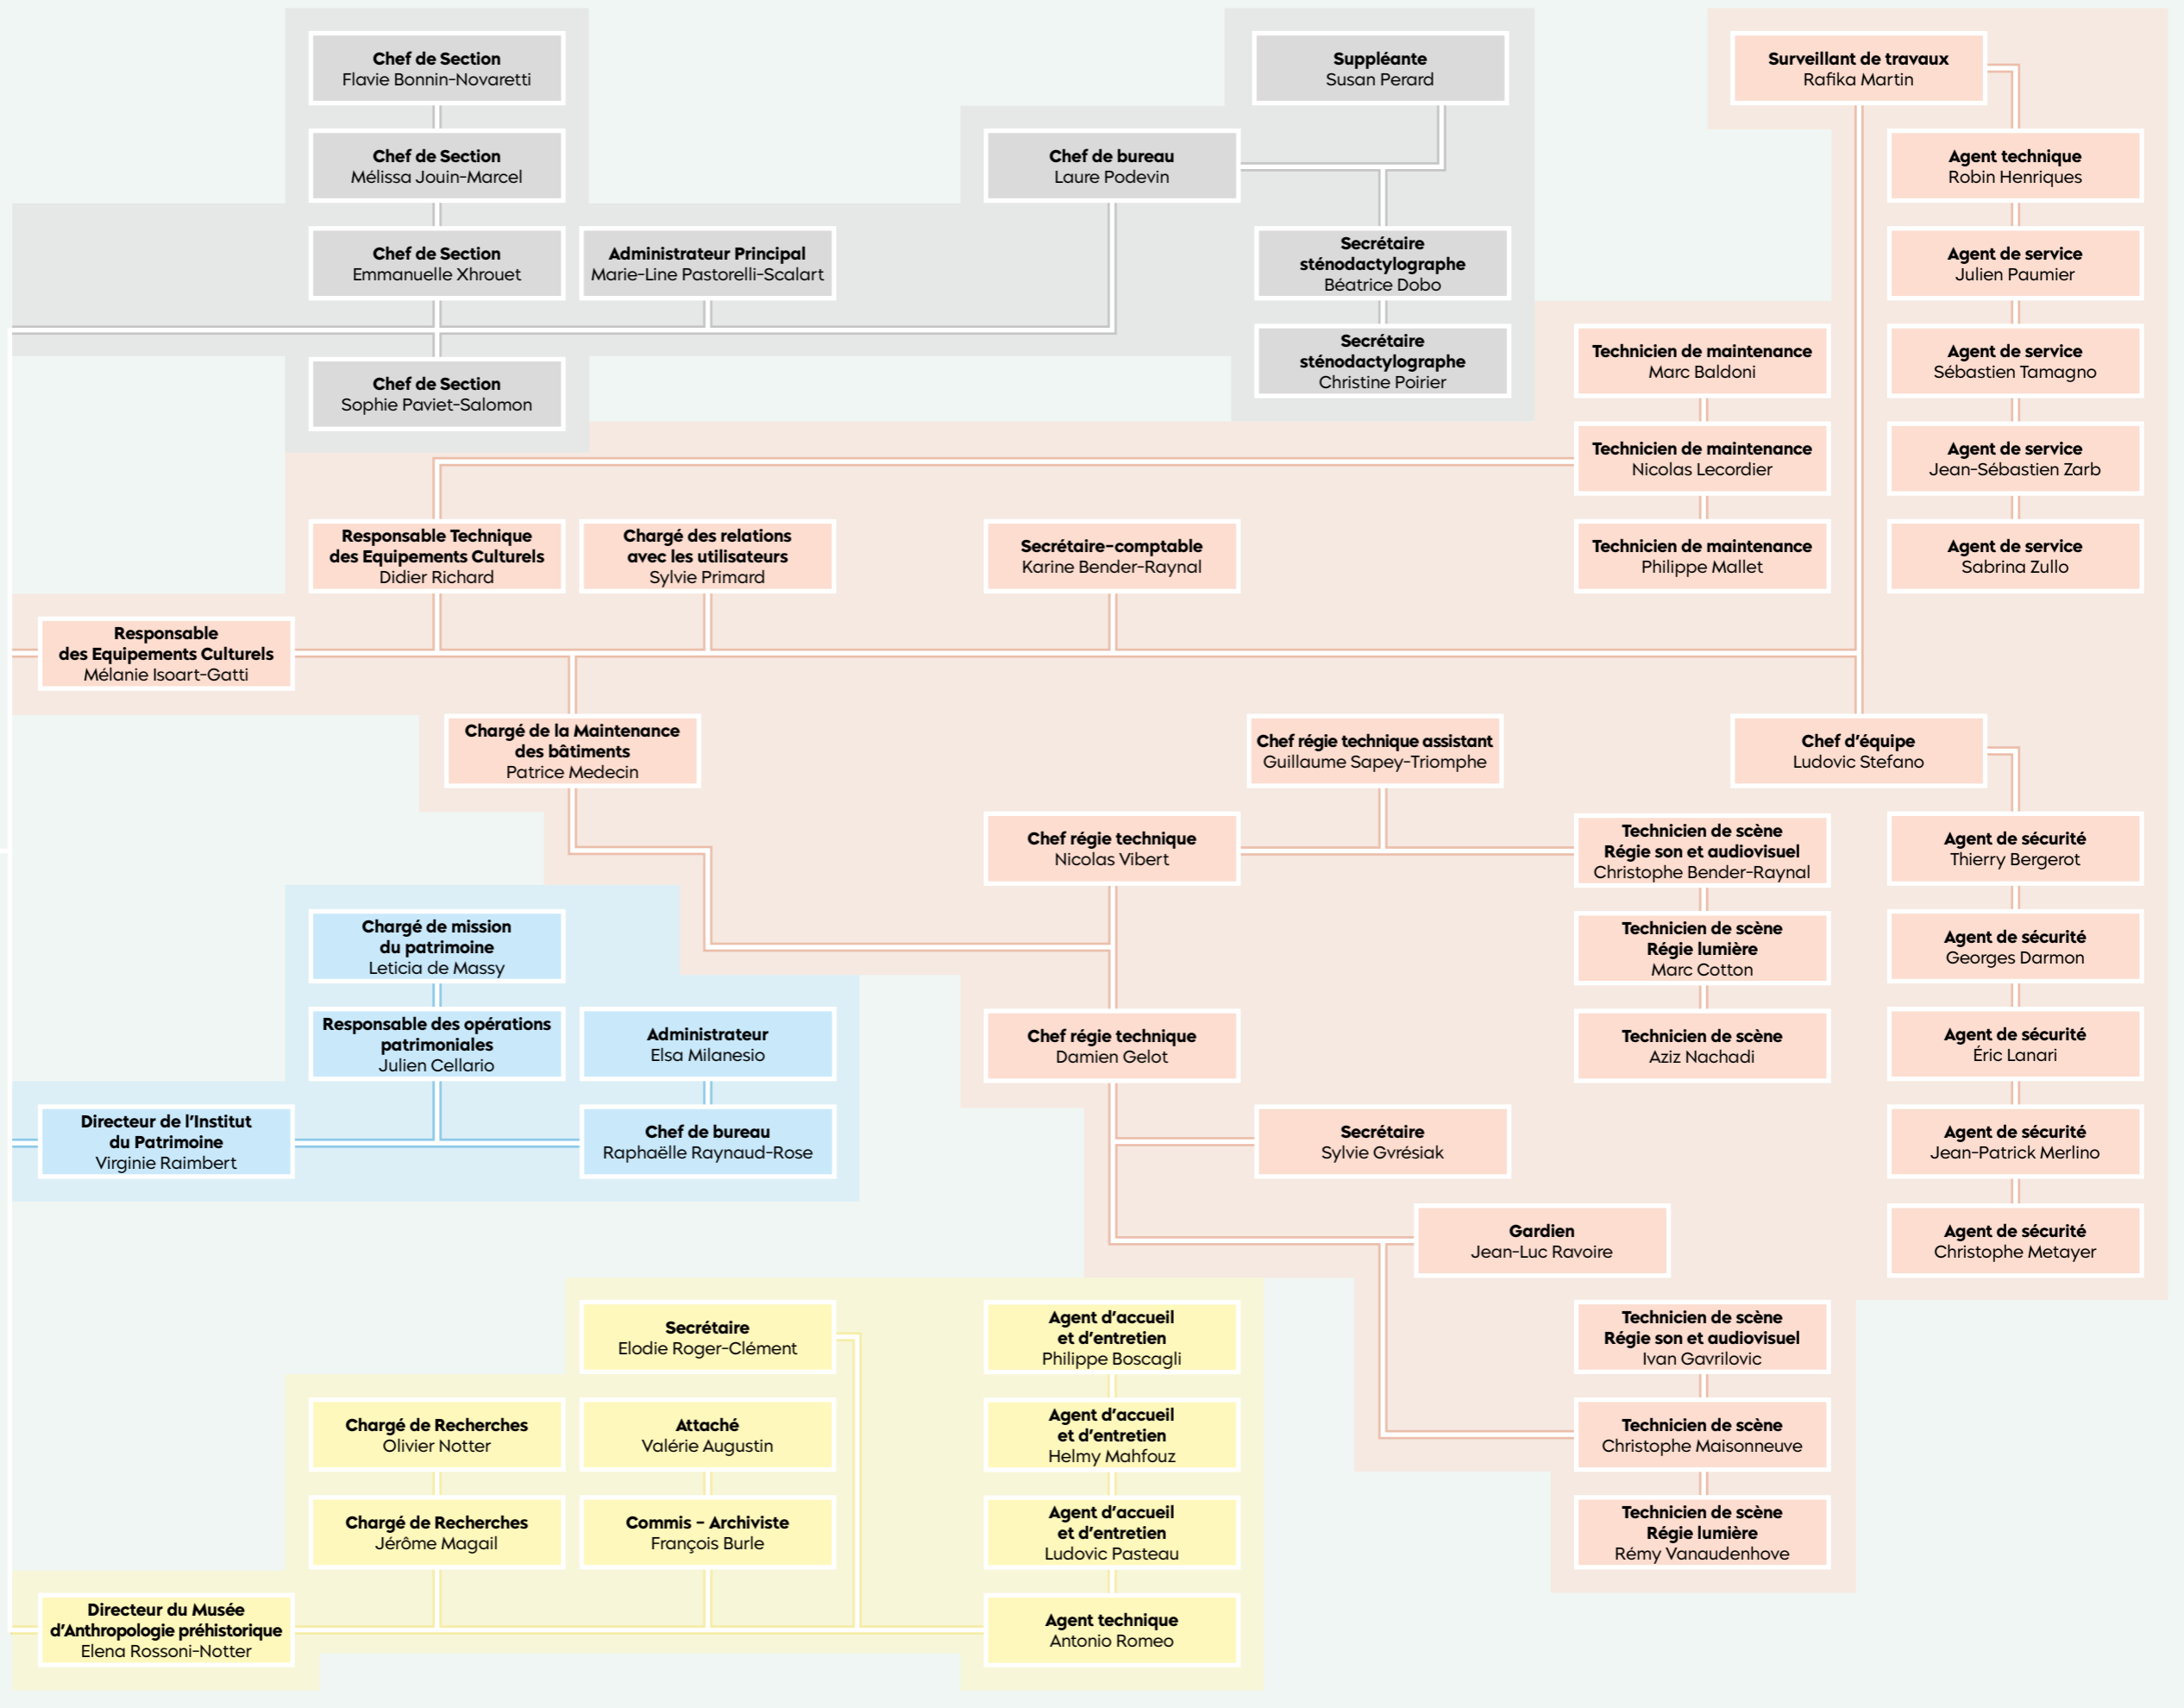 Chef de Section
Flavie Bonnin-Novaretti
Chef de Section
Mélissa Jouin-Marcel
Chef de Section
Emmanuelle Xhrouet
Administrateur Principal
Marie-Line Pastorelli-Scalart
Chef de Section
Sophie Paviet-Salomon
Suppléante
Susan Perard
Chef de bureau
Laure Podevin
Secrétaire
sténodactylographe
Béatrice Dobo
Secrétaire
sténodactylographe
Christine Poirier
Surveillant de travaux
Rafika Martin
Agent technique
Robin Henriques
Agent de service
Julien Paumier
Agent de service
Sébastien Tamagno
Agent de service
Jean-Sébastien Zarb
Agent de service
Sabrina Zullo
Technicien de maintenance
Marc Baldoni
Technicien de maintenance
Nicolas Lecordier
Technicien de maintenance
Philippe Mallet
Responsable Technique
des Equipements Culturels
Didier Richard
Chargé des relations
avec les utilisateurs
Sylvie Primard
Secrétaire-comptable
Karine Bender-Raynal
Responsable
des Equipements Culturels
Mélanie Isoart-Gatti
Chargé de la Maintenance
des bâtiments
Patrice Medecin
Chef régie technique assistant
Guillaume Sapey-Triomphe
Chef d'équipe
Ludovic Stefano
Chef régie technique
Nicolas Vibert
Technicien de scène
Régie son et audiovisuel
Christophe Bender-Raynal
Technicien de scène
Régie lumière
Marc Cotton
Technicien de scène
Aziz Nachadi
Agent de sécurité
Thierry Bergerot
Agent de sécurité
Georges Darmon
Agent de sécurité
Éric Lanari
Agent de sécurité
Jean-Patrick Merlino
Agent de sécurité
Christophe Metayer
Chef régie technique
Damien Gelot
Secrétaire
Sylvie Gvrésiak
Gardien
Jean-Luc Ravoire
Technicien de scène
Régie son et audiovisuel
Ivan Gavrilovic
Technicien de scène
Christophe Maisonneuve
Technicien de scène
Régie lumière
Rémy Vanaudenhove
Chargé de mission
du patrimoine
Leticia de Massy
Responsable des opérations
patrimoniales
Julien Cellario
Administrateur
Elsa Milanesio
Directeur de l'Institut
du Patrimoine
Virginie Raimbert
Chef de bureau
Raphaëlle Raynaud-Rose
Secrétaire
Elodie Roger-Clément
Chargé de Recherches
Olivier Notter
Attaché
Valérie Augustin
Chargé de Recherches
Jérôme Magail
Commis - Archiviste
François Burle
Agent d'accueil
et d'entretien
Philippe Boscagli
Agent d'accueil
et d'entretien
Helmy Mahfouz
Agent d'accueil
et d'entretien
Ludovic Pasteau
Directeur du Musée
d'Anthropologie préhistorique
Elena Rossoni-Notter
Agent technique
Antonio Romeo